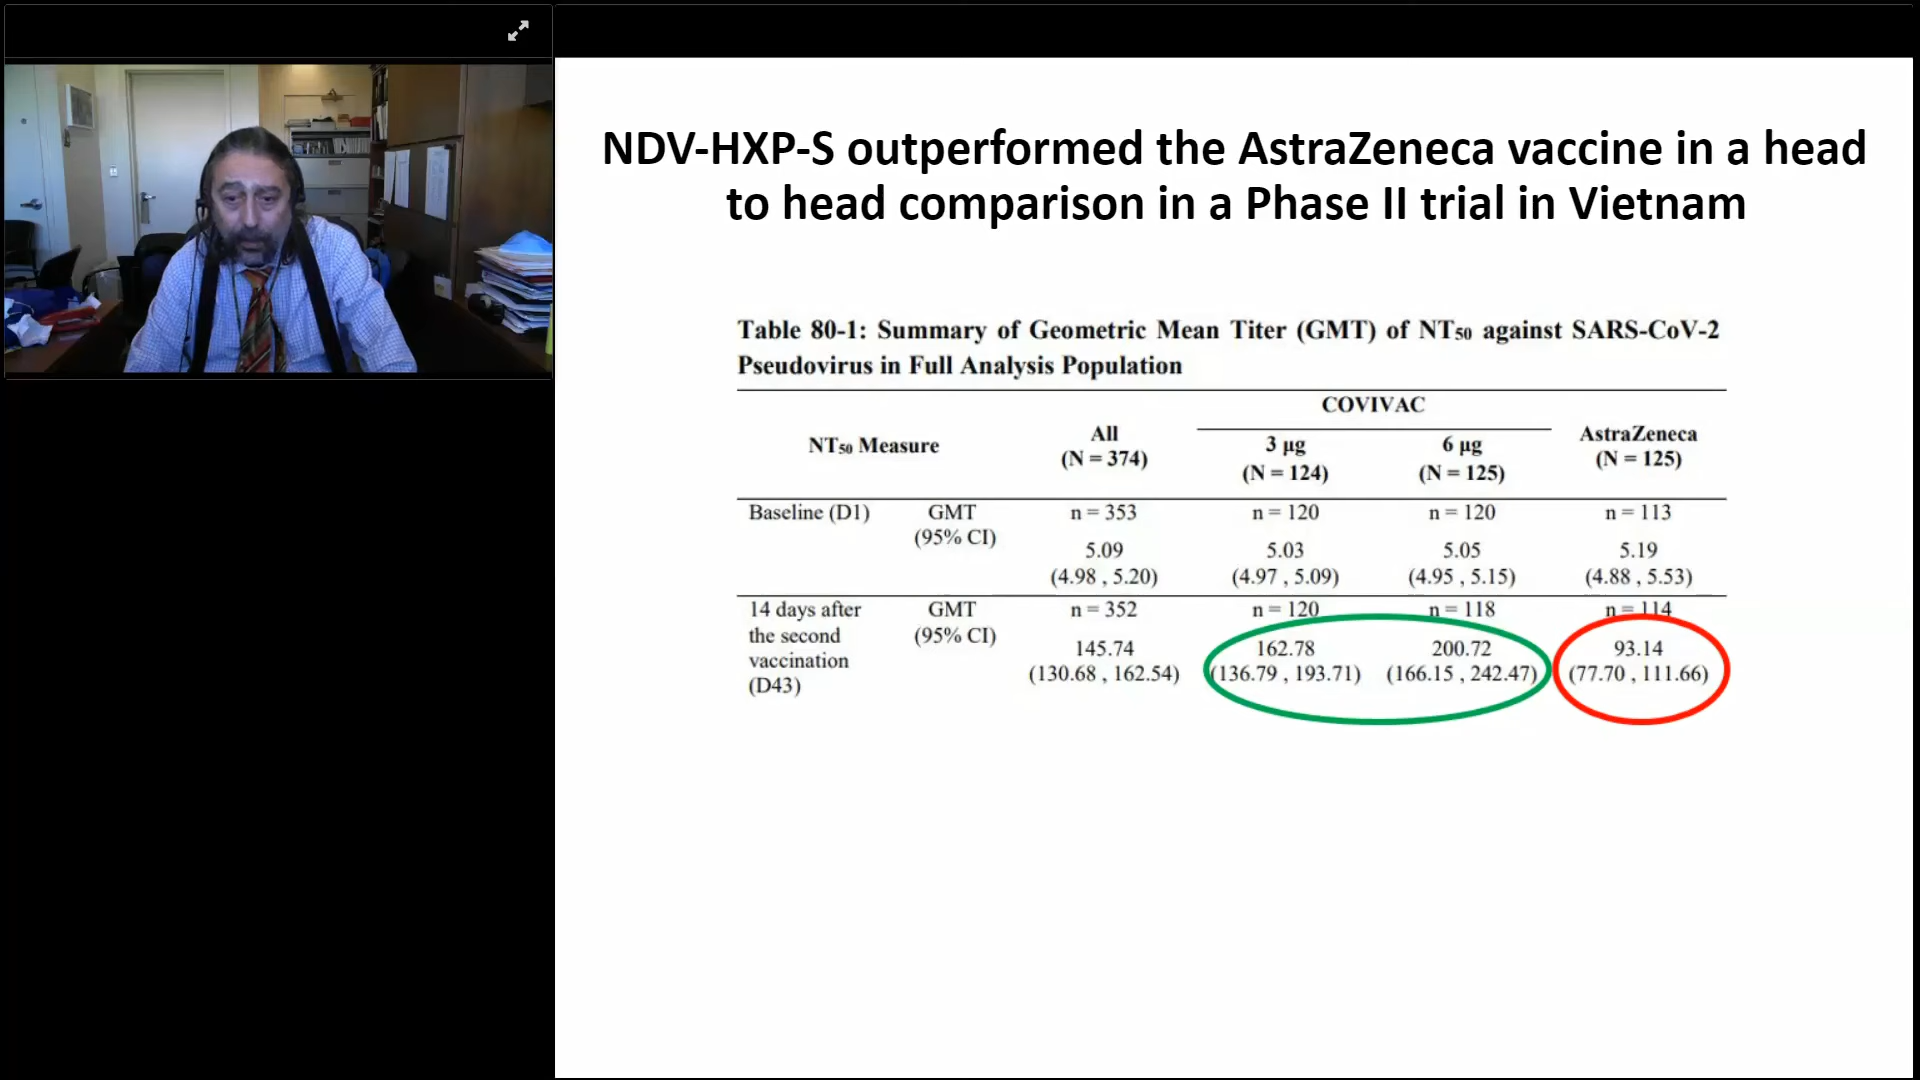 NDV-HXP-S outperformed the AstraZeneca vaccine in a head
to head comparison in a Phase II trial in Vietnam
Table 80-1: Summary of Geometric Mean Titer (GMT) of NT50 against SARS-CoV-2
Pseudovirus in Full Analysis Population
NT50 Measure
All
(N = 374)
COVIVAC
3 µg
(N = 124)
6 µg
(N = 125)
AstraZeneca
(N = 125)
Baseline (D1) GMT n = 353 n = 120 n = 120 n = 113
(95% CI)
5.09 5.03 5.05 5.19
(4.98 , 5.20) (4.97 , 5.09) (4.95 , 5.15) (4.88 , 5.53)
14 days after GMT n = 352 n = 120 n = 118 n = 114
the second (95% CI)
145.74 162.78 200.72 93.14
vaccination (130.68 , 162.54) (136.79 , 193.71) (166.15 , 242.47) (77.70 , 111.66)
(D43)